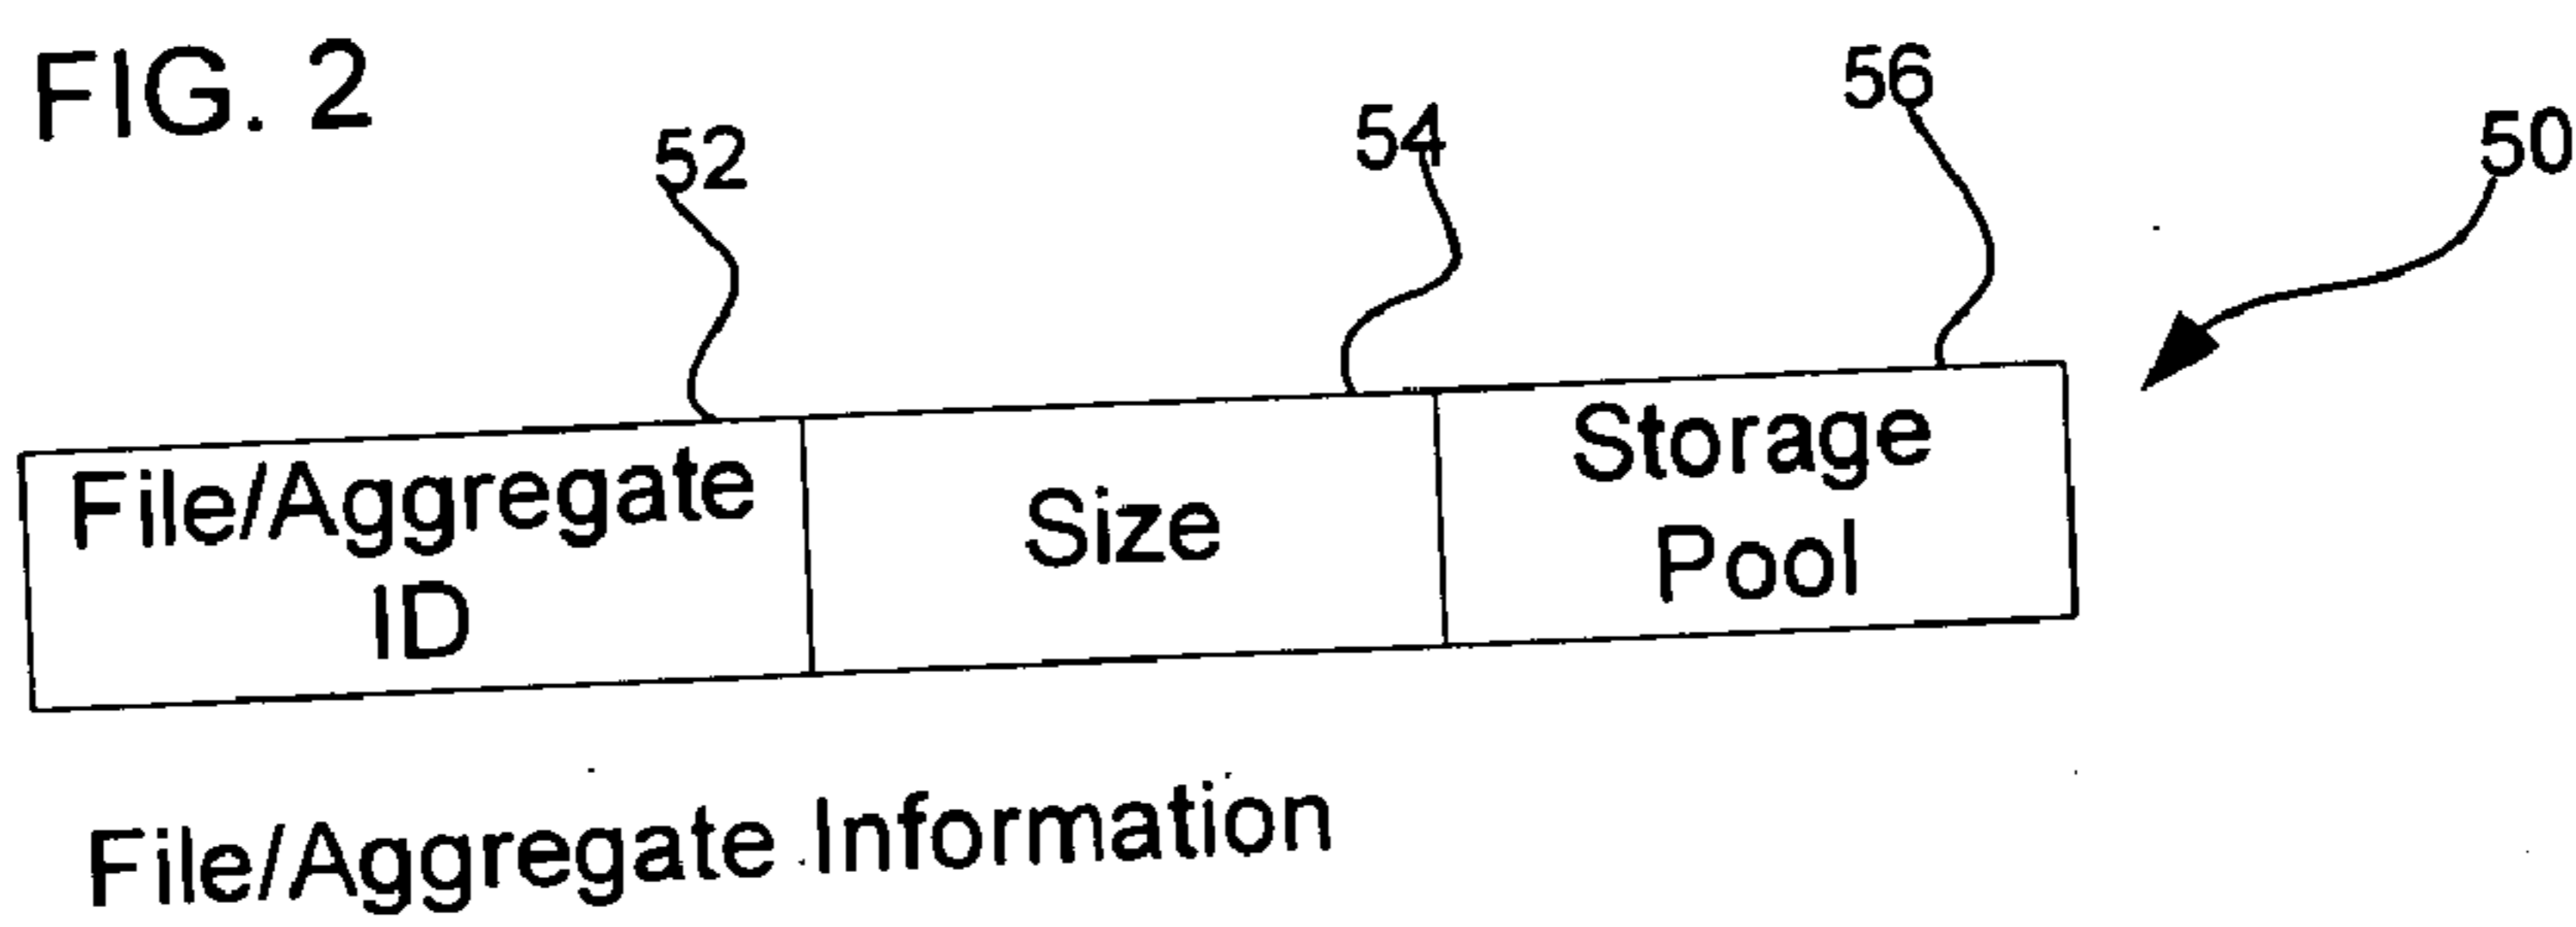 FIG. 2
52
54
56
50
File/Aggregate
ID
Size
Storage
Pool
File/Aggregate Information